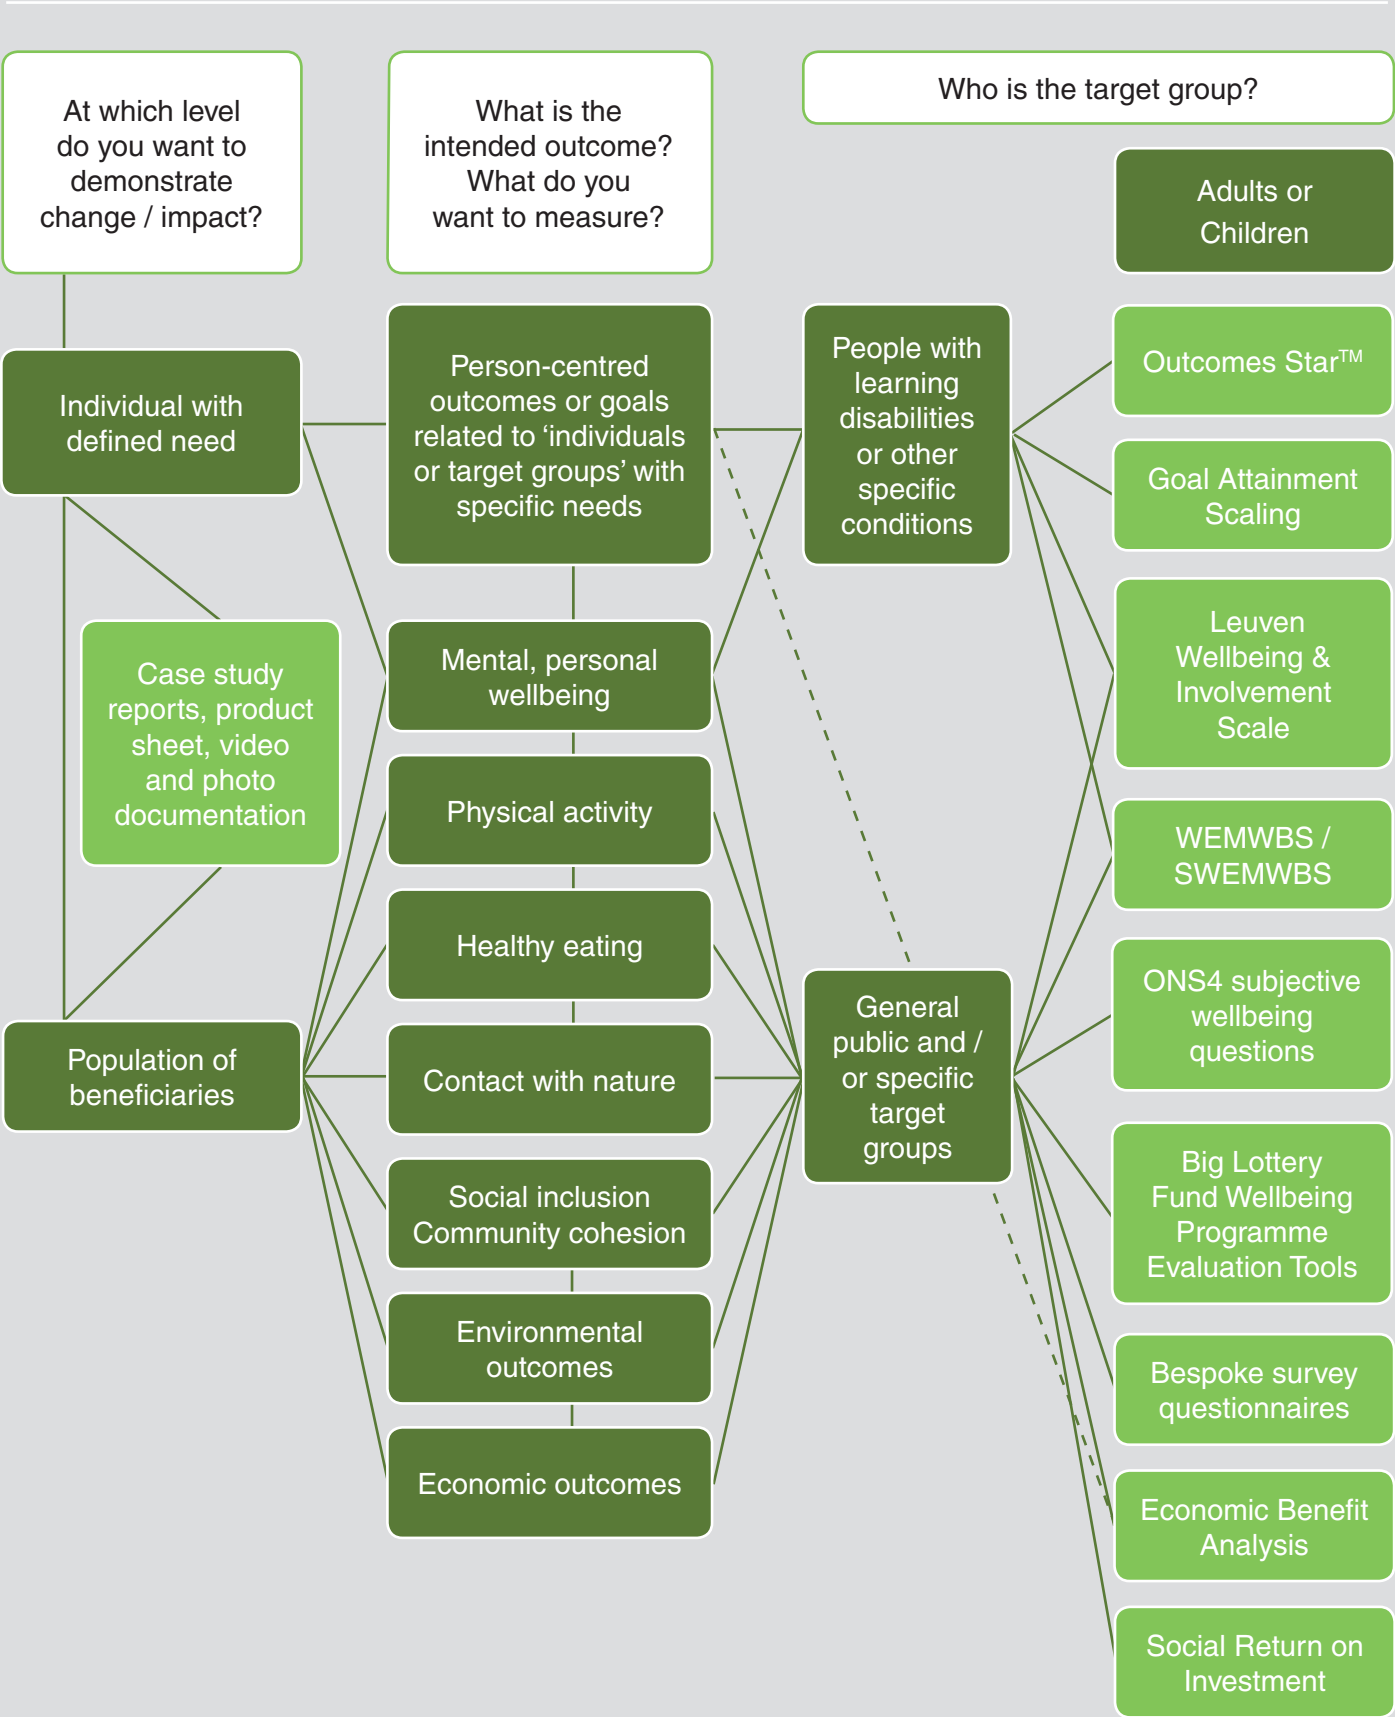 At which level
do you want to
demonstrate
change / impact?
What is the
intended outcome?
What do you
want to measure?
Who is the target group?
Adults or
Children
Individual with
defined need
Person-centred
outcomes or goals
related to ‘individuals
or target groups’ with
specific needs
People with
learning
disabilities
or other
specific
conditions
Outcomes Star™
Goal Attainment
Scaling
Case study
reports, product
sheet, video
and photo
documentation
Mental, personal
wellbeing
Leuven
Wellbeing &
Involvement
Scale
Physical activity
WEMWBS /
SWEMWBS
Healthy eating
General
public and /
or specific
target
groups
ONS4 subjective
wellbeing
questions
Population of
beneficiaries
Contact with nature
Social inclusion
Community cohesion
Big Lottery
Fund Wellbeing
Programme
Evaluation Tools
Environmental
outcomes
Bespoke survey
questionnaires
Economic outcomes
Economic Benefit
Analysis
Social Return on
Investment